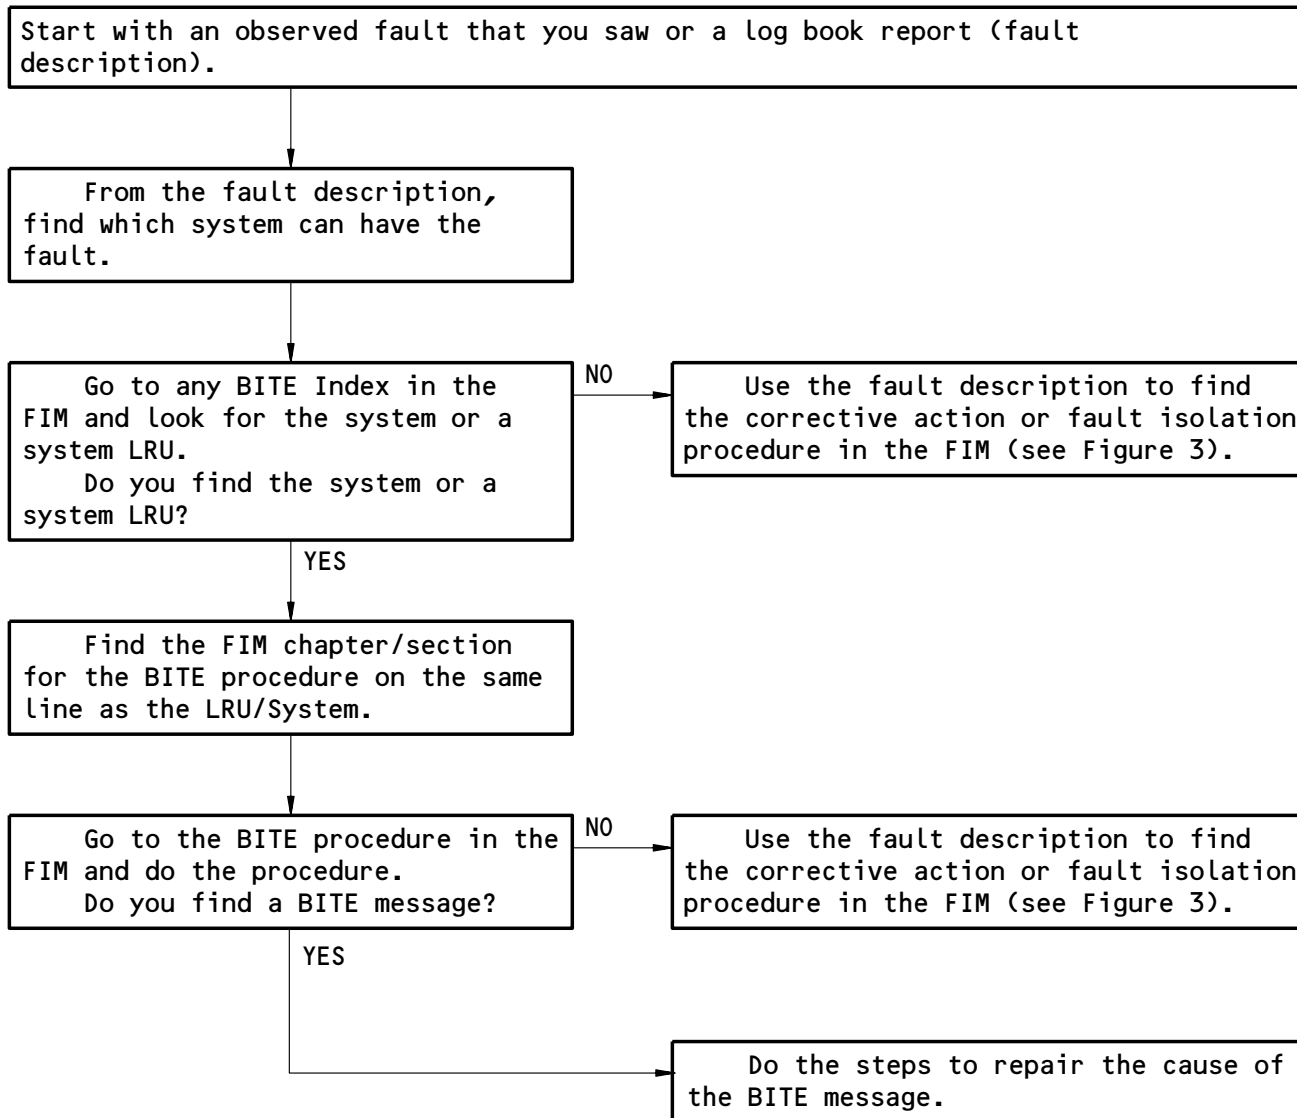 Start with an observed fault that you saw or a log book report (fault
description).
From the fault description,
find which system can have the
fault.
Go to any BITE Index in the
FIM and look for the system or a
system LRU.
Do you find the system or a
system LRU?
NO
Use the fault description to find
the corrective action or fault isolation
procedure in the FIM (see Figure 3).
YES
Find the FIM chapter/section
for the BITE procedure on the same
line as the LRU/System.
Go to the BITE procedure in the
FIM and do the procedure.
Do you find a BITE message?
NO
Use the fault description to find
the corrective action or fault isolation
procedure in the FIM (see Figure 3).
YES
Do the steps to repair the cause of
the BITE message.